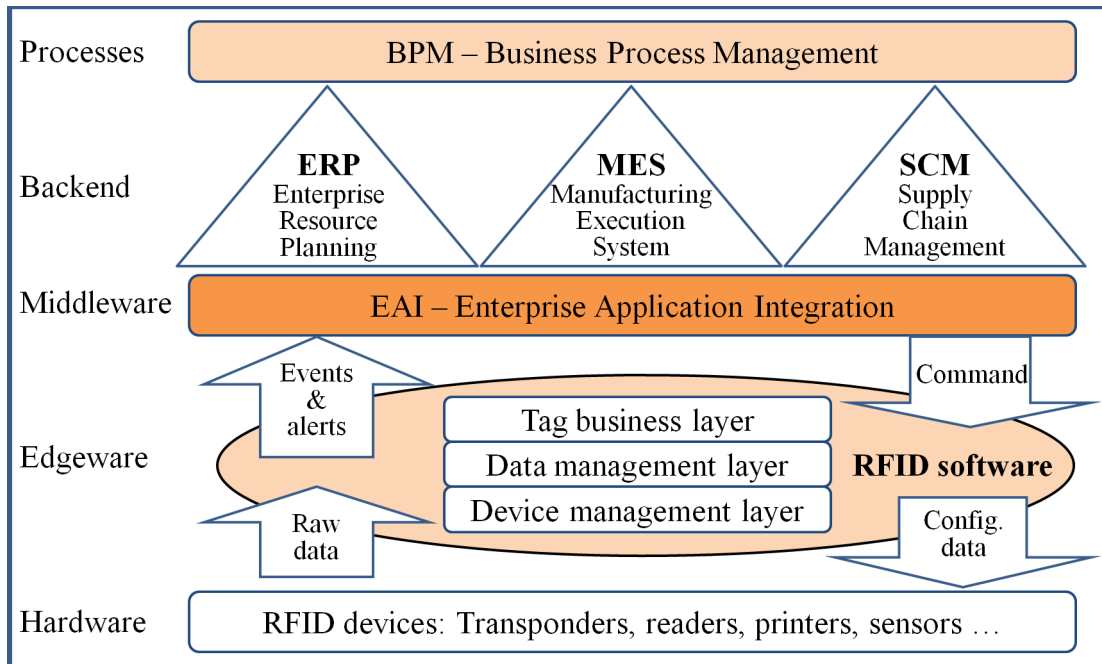 Processes
BPM – Business Process Management
Backend
ERP
Enterprise
Resource
Planning
MES
Manufacturing
Execution
System
SCM
Supply
Chain
Management
Middleware
EAI – Enterprise Application Integration
Events
&
alerts
Command
Edgeware
Tag business layer
Data management layer
Device management layer
RFID software
Raw
data
Config.
data
Hardware
RFID devices: Transponders, readers, printers, sensors …